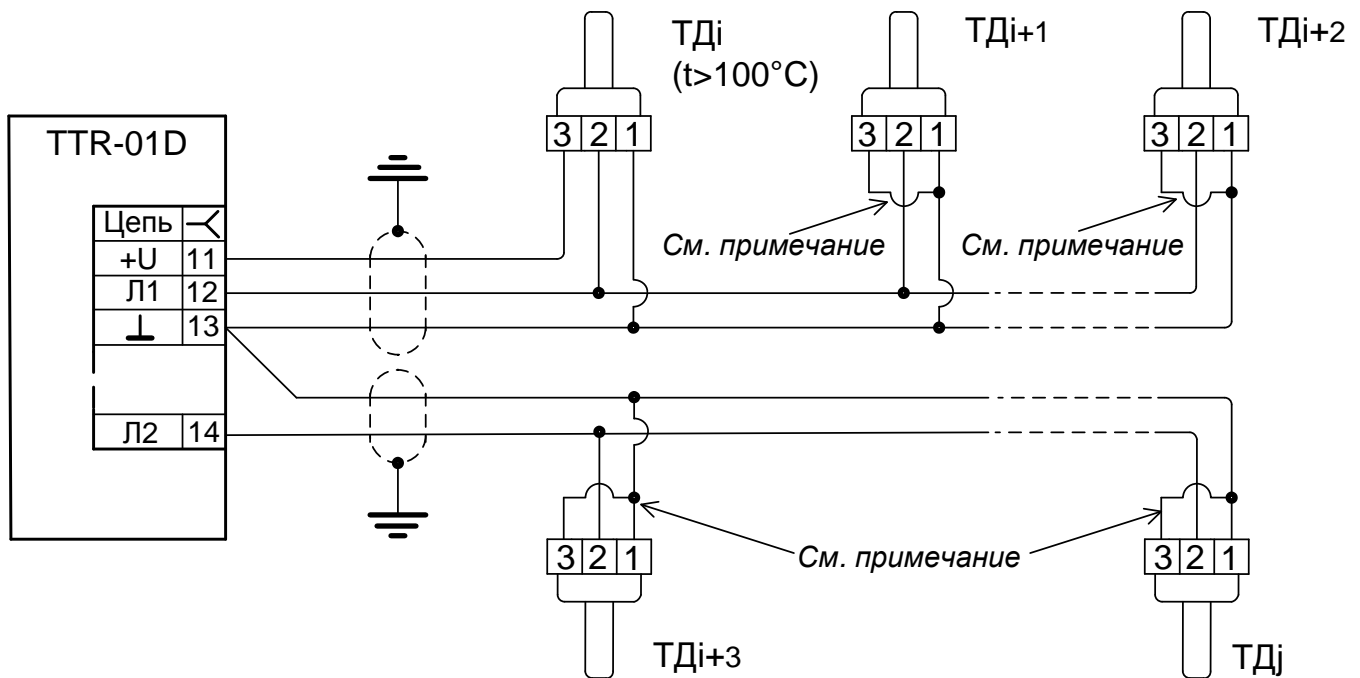 ТДi
(t>100°C)
ТДi+1
ТДi+2
3 2 1
3 2 1
3 2 1
TTR-01D
Цепь
+U 11
Л1 12
13
Л2 14
См. примечание
См. примечание
3 2 1
См. примечание
3 2 1
ТДi+3
ТДj